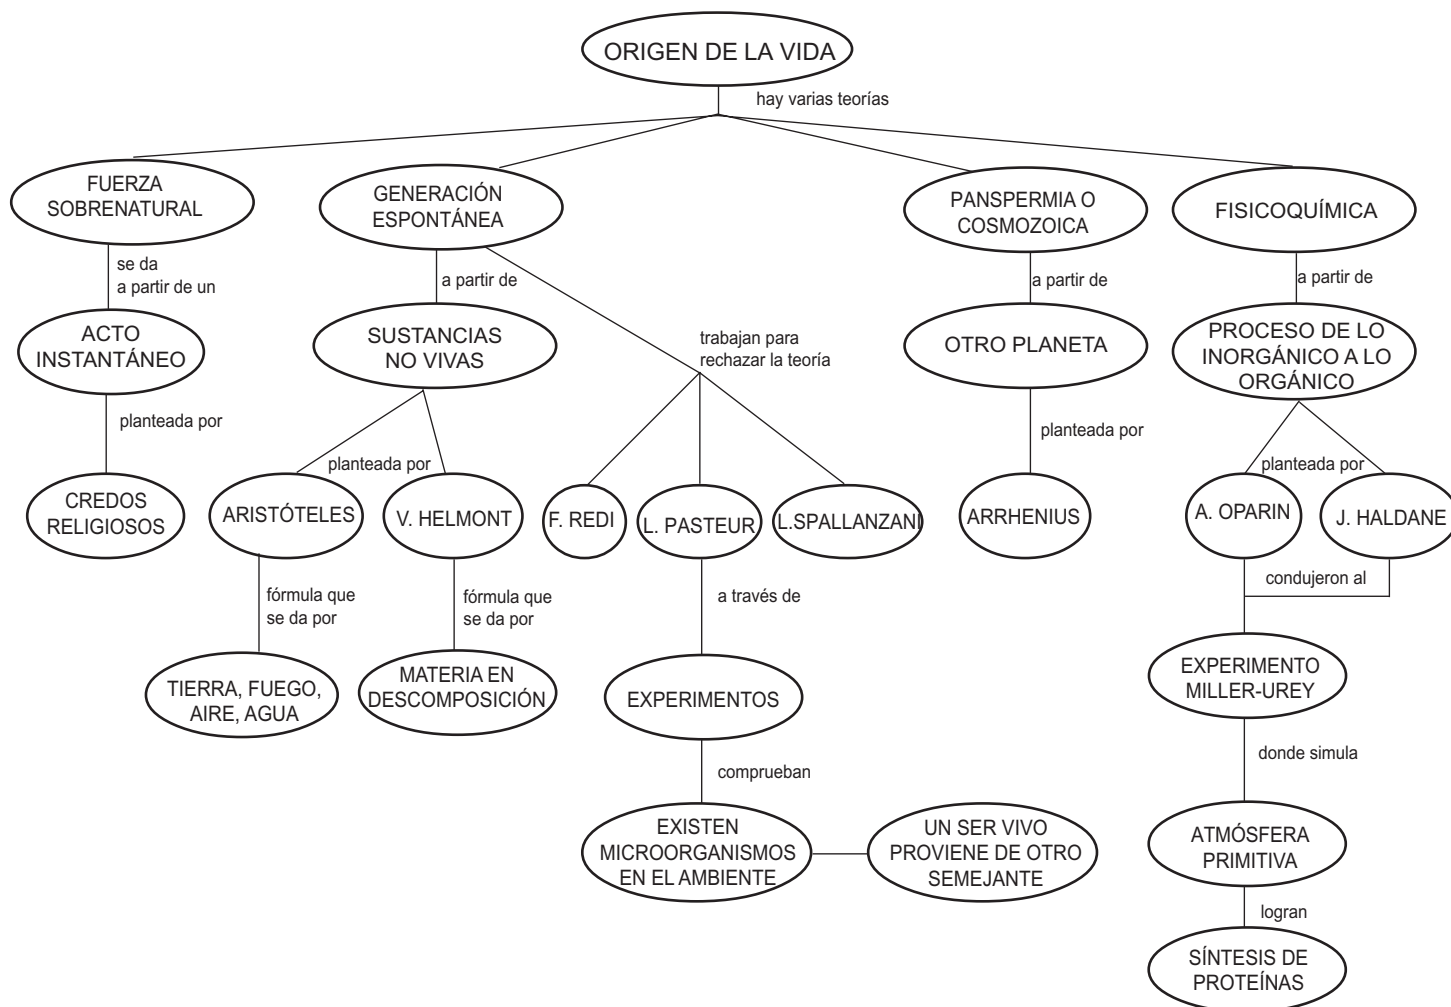 ORIGEN DE LA VIDA
hay varias teorías
FUERZA
SOBRENATURAL
GENERACIÓN
ESPONTÁNEA
PANSPERMIA O
COSMOZOICA
FISICOQUÍMICA
se da
a partir de un
a partir de
a partir de
a partir de
ACTO
INSTANTÁNEO
SUSTANCIAS
NO VIVAS
trabajan para
rechazar la teoría
OTRO PLANETA
PROCESO DE LO
INORGÁNICO A LO
ORGÁNICO
planteada por
planteada por
planteada por
planteada por
CREDOS
RELIGIOSOS
ARISTÓTELES
V. HELMONT
F. REDI
L. PASTEUR
L.SPALLANZANI
ARRHENIUS
A. OPARIN
J. HALDANE
fórmula que
se da por
fórmula que
se da por
a través de
condujeron al
TIERRA, FUEGO,
AIRE, AGUA
MATERIA EN
DESCOMPOSICIÓN
EXPERIMENTOS
EXPERIMENTO
MILLER-UREY
comprueban
donde simula
EXISTEN
MICROORGANISMOS
EN EL AMBIENTE
UN SER VIVO
PROVIENE DE OTRO
SEMEJANTE
ATMÓSFERA
PRIMITIVA
logran
SÍNTESIS DE
PROTEÍNAS